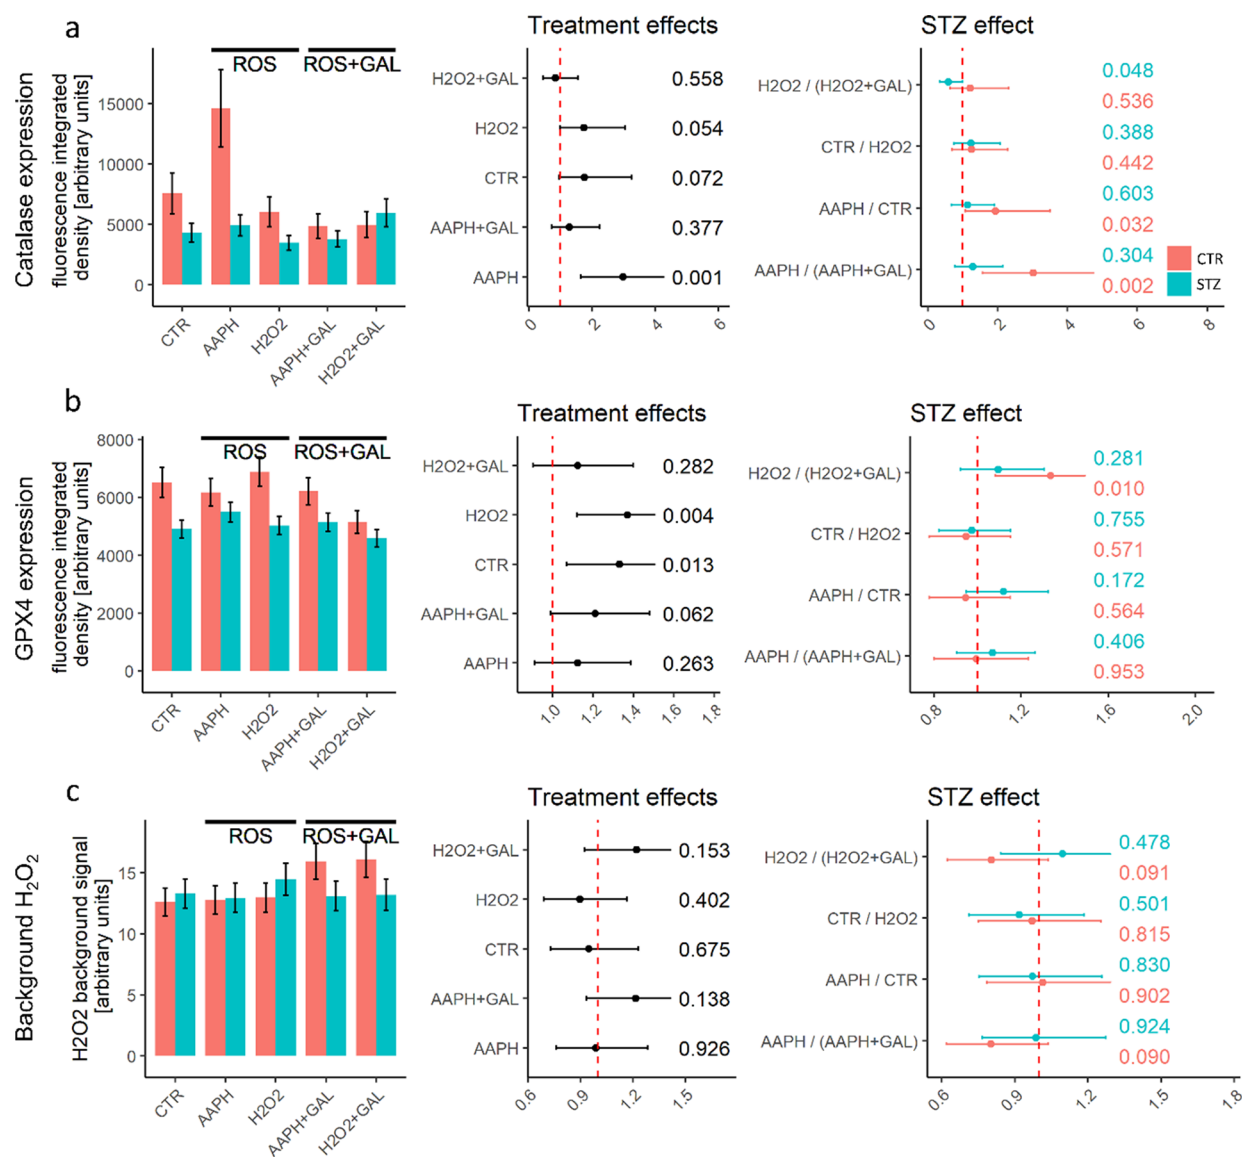 a
Catalase expression
fluorescence integrated
density [arbitrary units]
15000
10000
5000
0
ROS
ROS+GAL
CTR
AAPH
H2O2
AAPH+GAL
H2O2+GAL
Treatment effects
H2O2+GAL
0.558
H2O2
0.054
CTR
0.072
AAPH+GAL
0.377
AAPH
0.001
0
2
4
6
STZ effect
H2O2 / (H2O2+GAL)
0.048
0.536
CTR / H2O2
0.388
0.442
AAPH / CTR
0.603
0.032
AAPH / (AAPH+GAL)
0.304
0.002
0
2
4
6
8
CTR
STZ
b
GPX4 expression
fluorescence integrated
density [arbitrary units]
8000
6000
4000
2000
0
ROS
ROS+GAL
CTR
AAPH
H2O2
AAPH+GAL
H2O2+GAL
Treatment effects
H2O2+GAL
0.282
H2O2
0.004
CTR
0.013
AAPH+GAL
0.062
AAPH
0.263
1.0
1.2
1.4
1.6
1.8
STZ effect
H2O2 / (H2O2+GAL)
0.281
0.010
CTR / H2O2
0.755
0.571
AAPH / CTR
0.172
0.564
AAPH / (AAPH+GAL)
0.406
0.953
0.8
1.2
1.6
2.0
c
Background H₂O₂
H2O2 background signal
[arbitrary units]
15
10
5
0
ROS
ROS+GAL
CTR
AAPH
H2O2
AAPH+GAL
H2O2+GAL
Treatment effects
H2O2+GAL
0.153
H2O2
0.402
CTR
0.675
AAPH+GAL
0.138
AAPH
0.926
0.6
0.9
1.2
1.5
STZ effect
H2O2 / (H2O2+GAL)
0.478
0.091
CTR / H2O2
0.501
0.815
AAPH / CTR
0.830
0.902
AAPH / (AAPH+GAL)
0.924
0.090
0.6
0.9
1.2
1.5
1.8